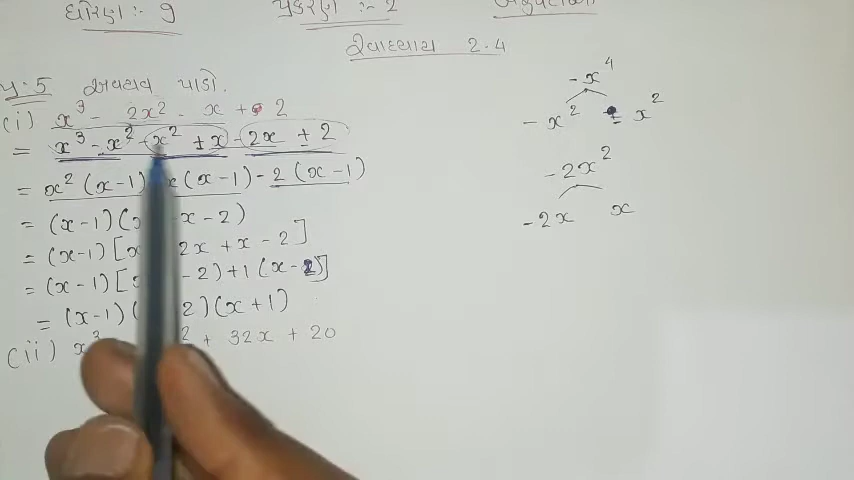 ધોરણ :- 9
પ્રકરણ :- 2
સ્વાધ્યાય 2.4
પ્ર.5 અવયવ પાડો.
(i) x³ - 2x² - x + 2
= x³ - x² - x² + x - 2x + 2
= x² (x-1) x (x-1) - 2 (x-1)
= (x-1) (x - x - 2)
= (x-1) [x 2x + x - 2]
= (x-1) [x - 2) + 1 (x - 2)]
= (x-1) ( 2) (x+1)
(ii) x³ ² + 32x + 20
- x⁴
- x² + x²
- 2x²
- 2x x